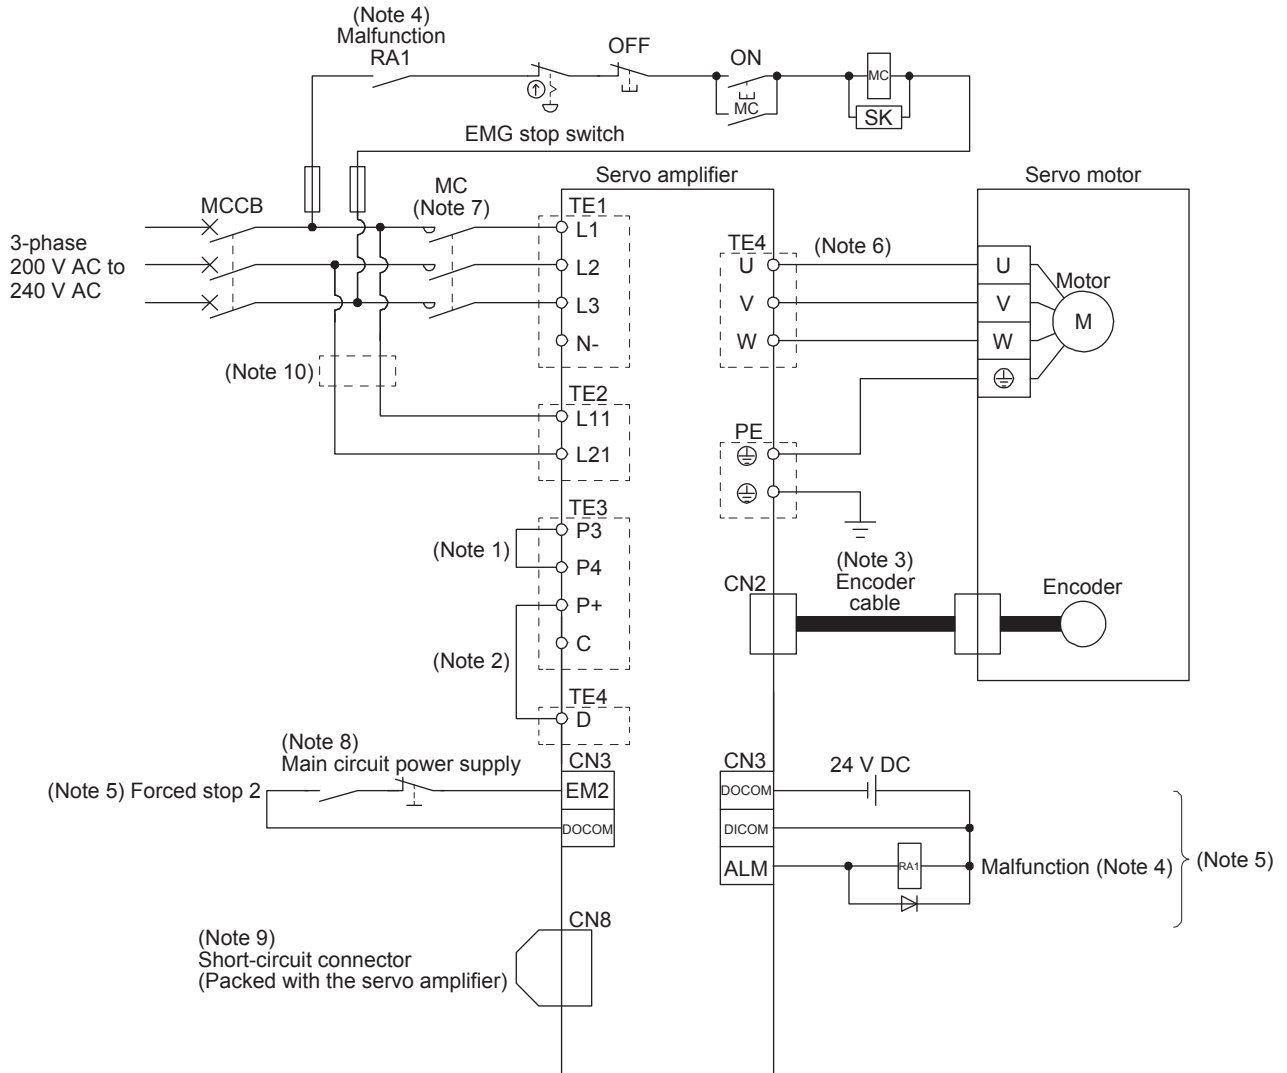 (Note 4)
Malfunction
RA1
OFF
ON
MC
MC
SK
EMG stop switch
Servo amplifier
Servo motor
MCCB
MC
(Note 7)
3-phase
200 V AC to
240 V AC
TE1
L1
L2
L3
N-
(Note 10)
TE2
L11
L21
TE3
(Note 1)
P3
P4
P+
C
(Note 2)
TE4
D
TE4
U
V
W
(Note 6)
U
V
W
Motor
M
PE
(Note 3)
Encoder
cable
CN2
Encoder
(Note 8)
Main circuit power supply
(Note 5) Forced stop 2
CN3
EM2
DOCOM
CN3
DOCOM
DICOM
ALM
24 V DC
RA1
Malfunction (Note 4)
(Note 5)
CN8
(Note 9)
Short-circuit connector
(Packed with the servo amplifier)